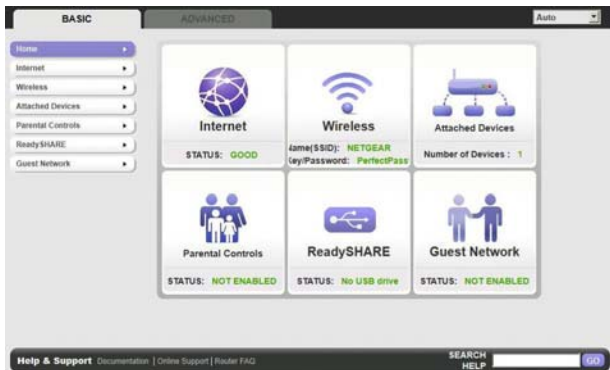 BASIC
ADVANCED
Auto
Home
Internet
Wireless
Attached Devices
Parental Controls
ReadySHARE
Guest Network
Internet
STATUS: GOOD
Wireless
Name(SSID): NETGEAR
Key/Password: PerfectPass
Attached Devices
Number of Devices : 1
Parental Controls
STATUS: NOT ENABLED
ReadySHARE
STATUS: No USB drive
Guest Network
STATUS: NOT ENABLED
Help & Support Documentation | Online Support | Router FAQ
SEARCH
HELP
GO